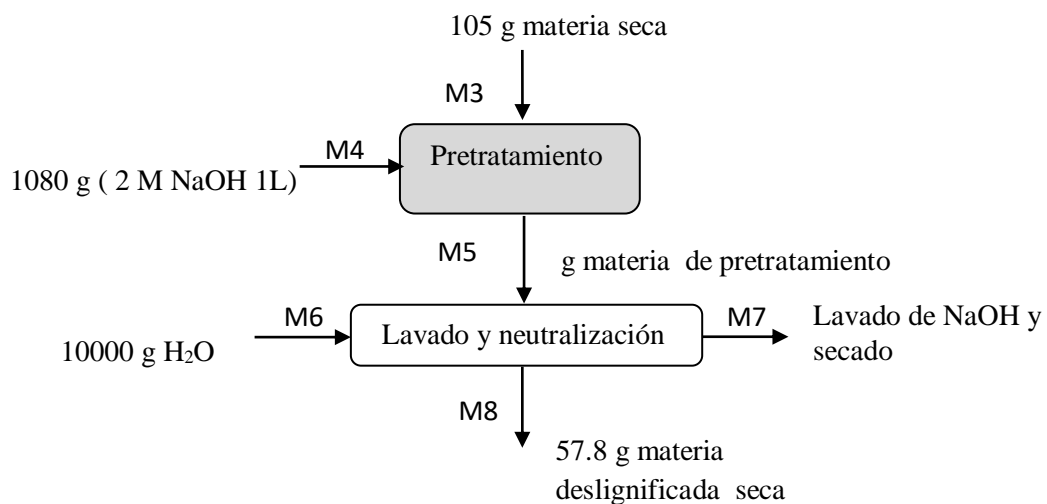 105 g materia seca
M3
M4
Pretratamiento
1080 g ( 2 M NaOH 1L)
M5
g materia de pretratamiento
M6
Lavado y neutralización
M7
Lavado de NaOH y
secado
10000 g H₂O
M8
57.8 g materia
deslignificada seca